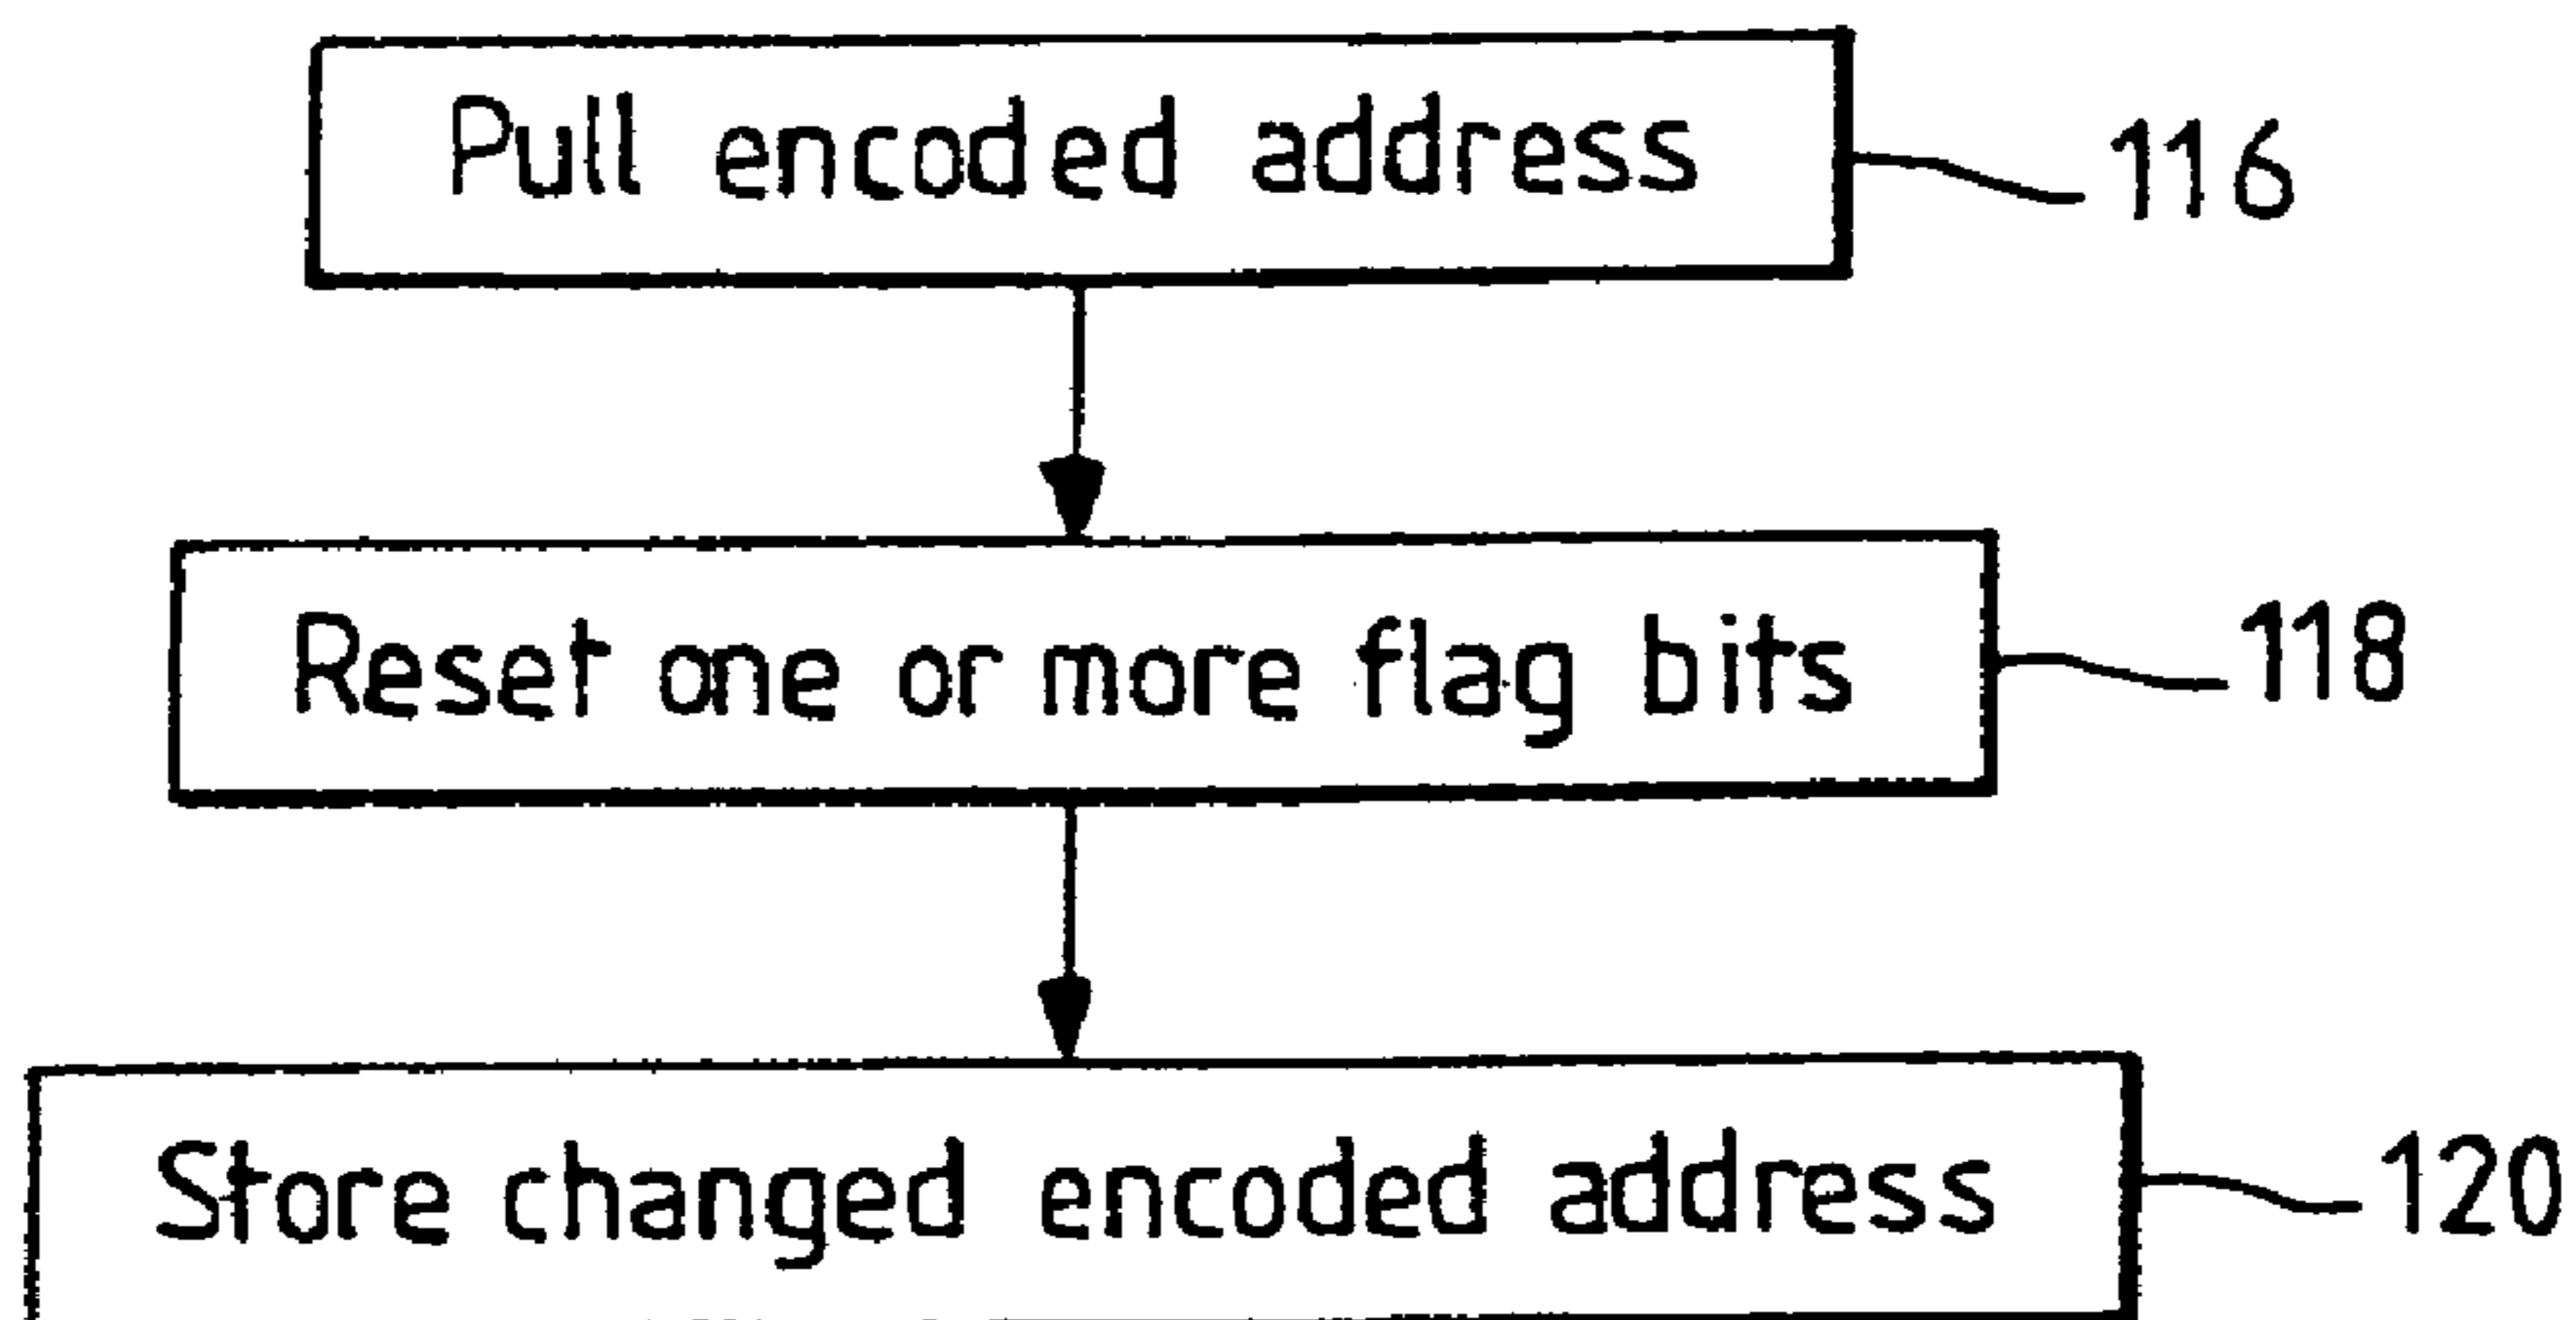 Pull encoded address 116
Reset one or more flag bits 118
Store changed encoded address 120